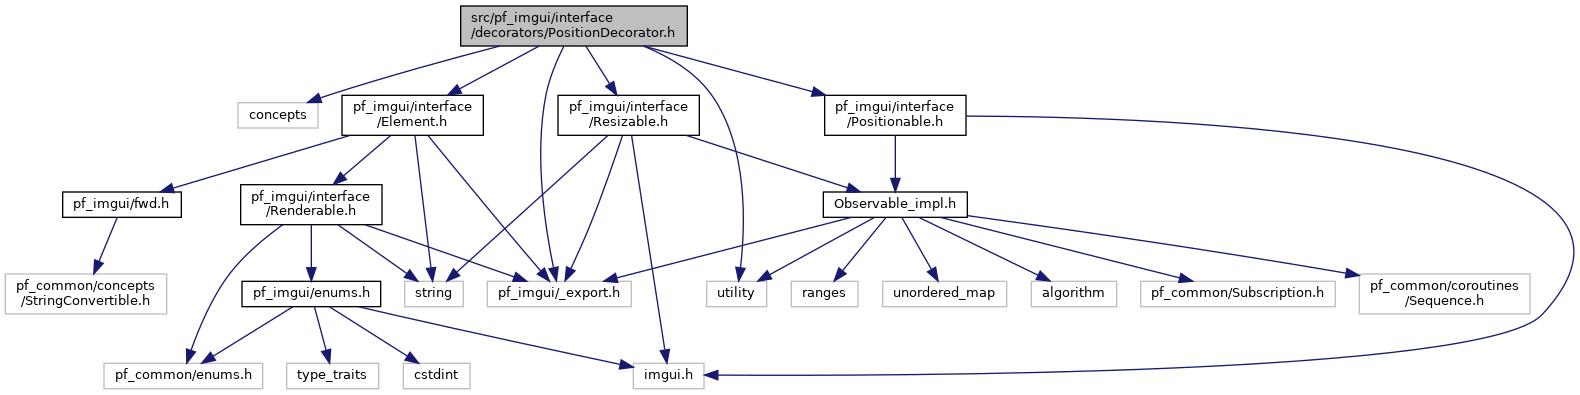 src/pf_imgui/interface
/decorators/PositionDecorator.h
concepts
pf_imgui/interface
/Element.h
pf_imgui/interface
/Resizable.h
pf_imgui/interface
/Positionable.h
pf_imgui/fwd.h
pf_imgui/interface
/Renderable.h
Observable_impl.h
pf_common/concepts
/StringConvertible.h
pf_imgui/enums.h
string
pf_imgui/_export.h
utility
ranges
unordered_map
algorithm
pf_common/Subscription.h
pf_common/coroutines
/Sequence.h
pf_common/enums.h
type_traits
cstdint
imgui.h